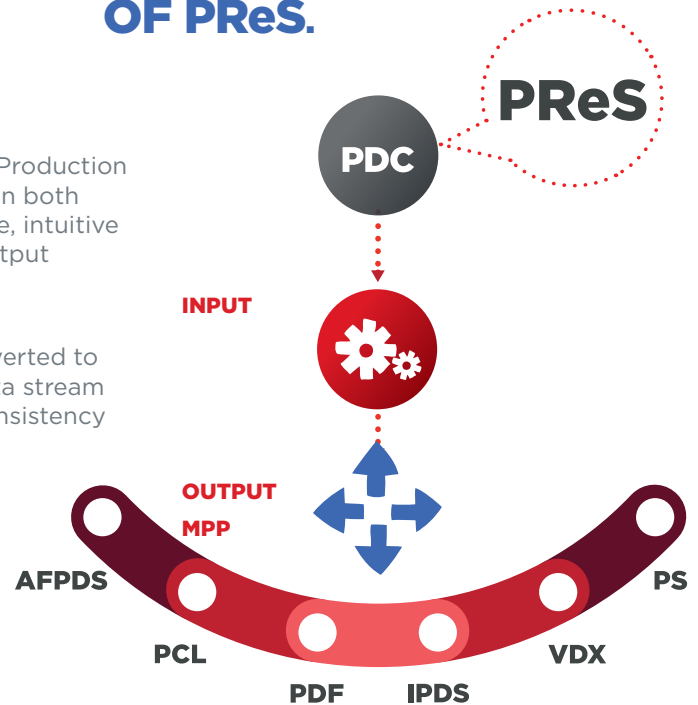 OF PReS.
PReS
PDC
Production
n both
e, intuitive
tput
INPUT
verted to
ta stream
nsistency
OUTPUT
MPP
AFPDS
PS
PCL
VDX
PDF
IPDS